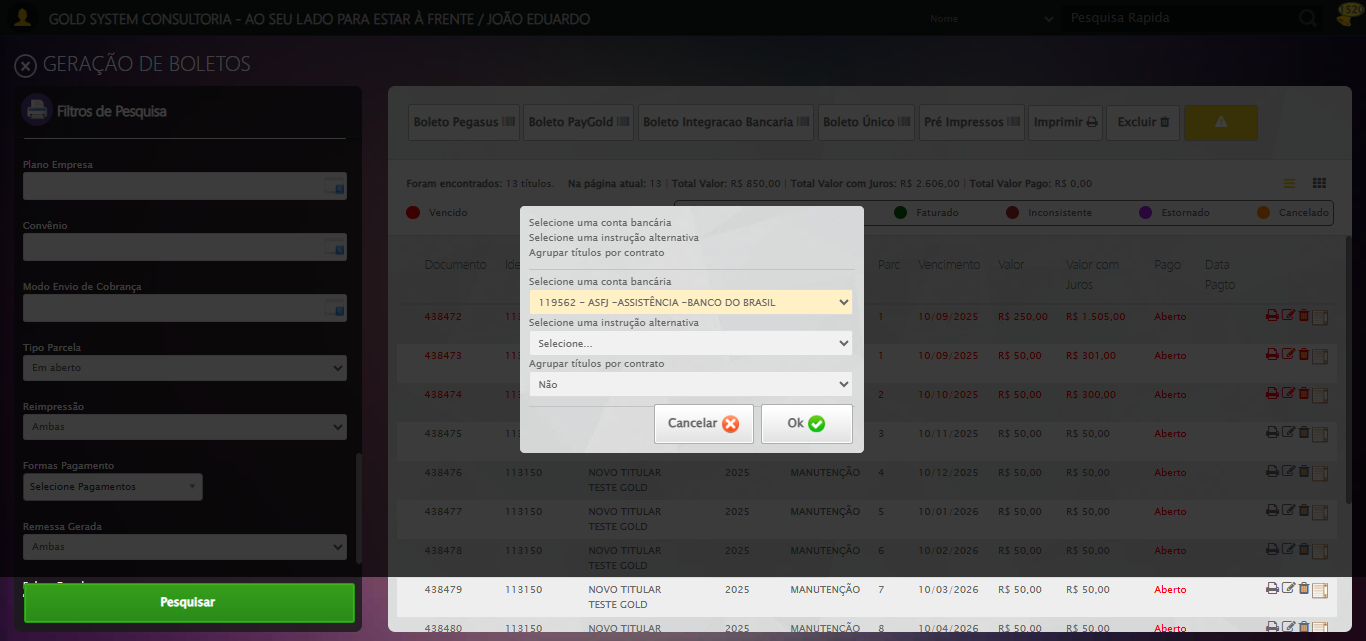 GOLD SYSTEM CONSULTORIA - AO SEU LADO PARA ESTAR À FRENTE / JOÃO EDUARDO
Nome
Pesquisa Rapida
GERAÇÃO DE BOLETOS
Filtros de Pesquisa
Plano Empresa
Convênio
Modo Envio de Cobrança
Tipo Parcela
Em aberto
Reimpressão
Ambas
Formas Pagamento
Selecione Pagamentos
Remessa Gerada
Ambas
Pesquisar
Boleto Pegasus
Boleto PayGold
Boleto Integracao Bancaria
Boleto Único
Pré Impressos
Imprimir
Excluir
Foram encontrados: 13 títulos. Na página atual: 13 | Total Valor: R$ 850,00 | Total Valor com Juros: R$ 2.606,00 | Total Valor Pago: R$ 0,00
Vencido
Faturado
Inconsistente
Estornado
Cancelado
Selecione uma conta bancária
Selecione uma instrução alternativa
Agrupar títulos por contrato
Selecione uma conta bancária
119562 - ASFJ -ASSISTÊNCIA -BANCO DO BRASIL
Selecione uma instrução alternativa
Selecione...
Agrupar títulos por contrato
Não
Cancelar
Ok
Documento Parc Vencimento Valor Valor com Juros Pago Data Pagto
438472 1 10/09/2025 R$ 250,00 R$ 1.505,00 Aberto
438473 1 10/09/2025 R$ 50,00 R$ 301,00 Aberto
438474 2 10/10/2025 R$ 50,00 R$ 300,00 Aberto
438475 3 10/11/2025 R$ 50,00 R$ 50,00 Aberto
438476 113150 NOVO TITULAR TESTE GOLD 2025 MANUTENÇÃO 4 10/12/2025 R$ 50,00 R$ 50,00 Aberto
438477 113150 NOVO TITULAR TESTE GOLD 2025 MANUTENÇÃO 5 10/01/2026 R$ 50,00 R$ 50,00 Aberto
438478 113150 NOVO TITULAR TESTE GOLD 2025 MANUTENÇÃO 6 10/02/2026 R$ 50,00 R$ 50,00 Aberto
438479 113150 NOVO TITULAR TESTE GOLD 2025 MANUTENÇÃO 7 10/03/2026 R$ 50,00 R$ 50,00 Aberto
438480 113150 NOVO TITULAR 2025 MANUTENÇÃO 8 10/04/2026 R$ 50,00 R$ 50,00 Aberto